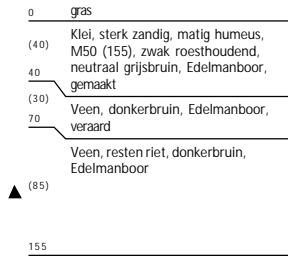 0 gras
Klei, sterk zandig, matig humeus,
(40) M50 (155), zwak roesthoudend,
neutraal grijsbruin, Edelmanboor,
40 gemaakt
(30) Veen, donkerbruin, Edelmanboor,
70 veraard
Veen, resten riet, donkerbruin,
Edelmanboor
(85)
155